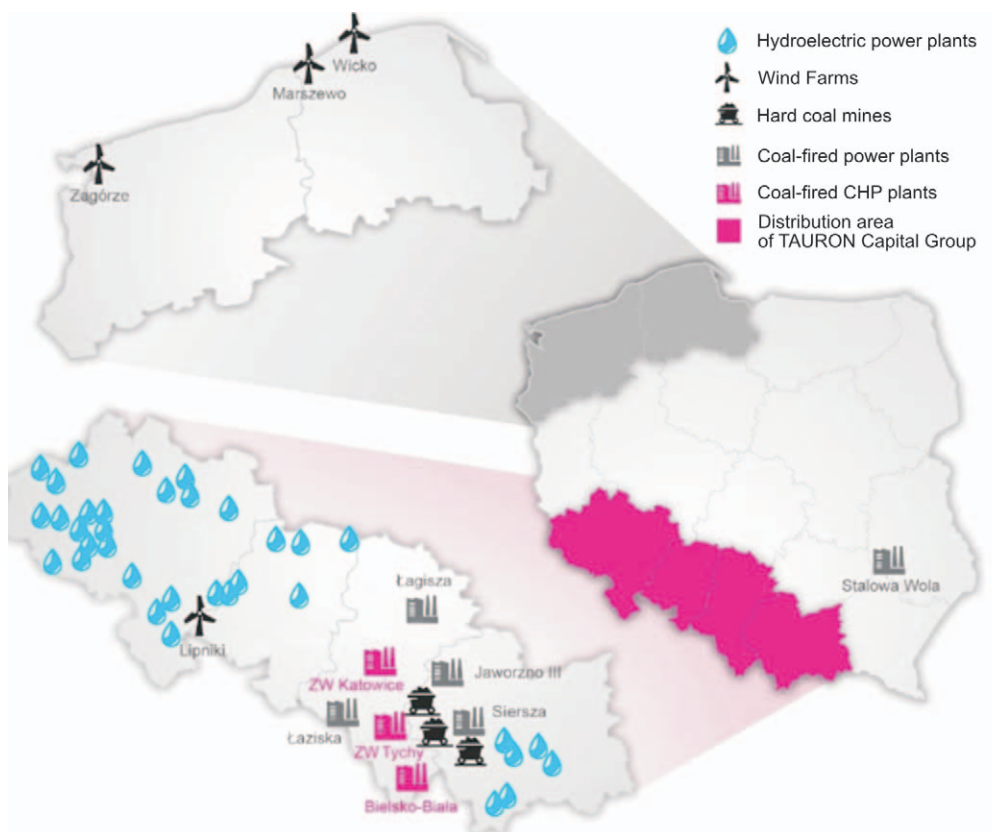 Hydroelectric power plants
Wind Farms
Hard coal mines
Coal-fired power plants
Coal-fired CHP plants
Distribution area
of TAURON Capital Group
Wicko
Marszewo
Zagórze
Stalowa Wola
Łagisza
Lipniki
Jaworzno III
ZW Katowice
Siersza
Łaziska
ZW Tychy
Bielsko-Biała